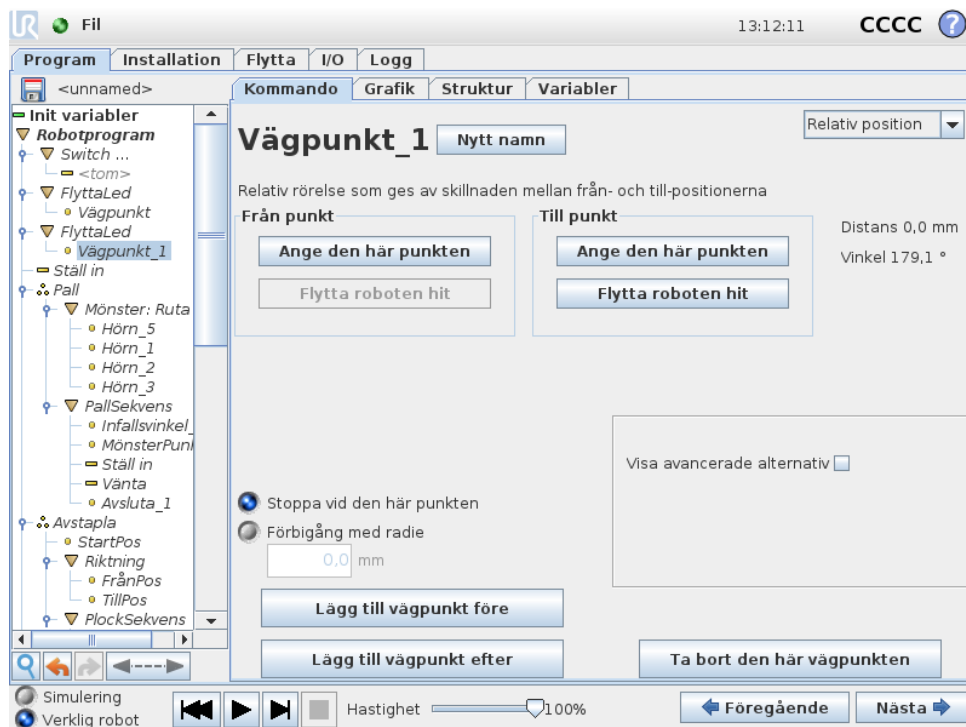 UR Fil 13:12:11 CCCC ?
Program Installation Flytta I/O Logg
<unnamed>
Kommando Grafik Struktur Variabler
Init variabler
Robotprogram
Switch ...
<tom>
FlyttaLed
Vägpunkt
FlyttaLed
Vägpunkt_1
Ställ in
Pall
Mönster: Ruta
Hörn_5
Hörn_1
Hörn_2
Hörn_3
PallSekvens
Infallsvinkel_
MönsterPunk
Ställ in
Vänta
Avsluta_1
Avstapla
StartPos
Riktning
FrånPos
TillPos
PlockSekvens
Vägpunkt_1 Nytt namn
Relativ position
Relativ rörelse som ges av skillnaden mellan från- och till-positionerna
Från punkt
Ange den här punkten
Flytta roboten hit
Till punkt
Ange den här punkten
Flytta roboten hit
Distans 0,0 mm
Vinkel 179,1 °
Visa avancerade alternativ
Stoppa vid den här punkten
Förbigång med radie
0,0 mm
Lägg till vägpunkt före
Lägg till vägpunkt efter
Ta bort den här vägpunkten
Simulering
Verklig robot
Hastighet 100%
Föregående
Nästa